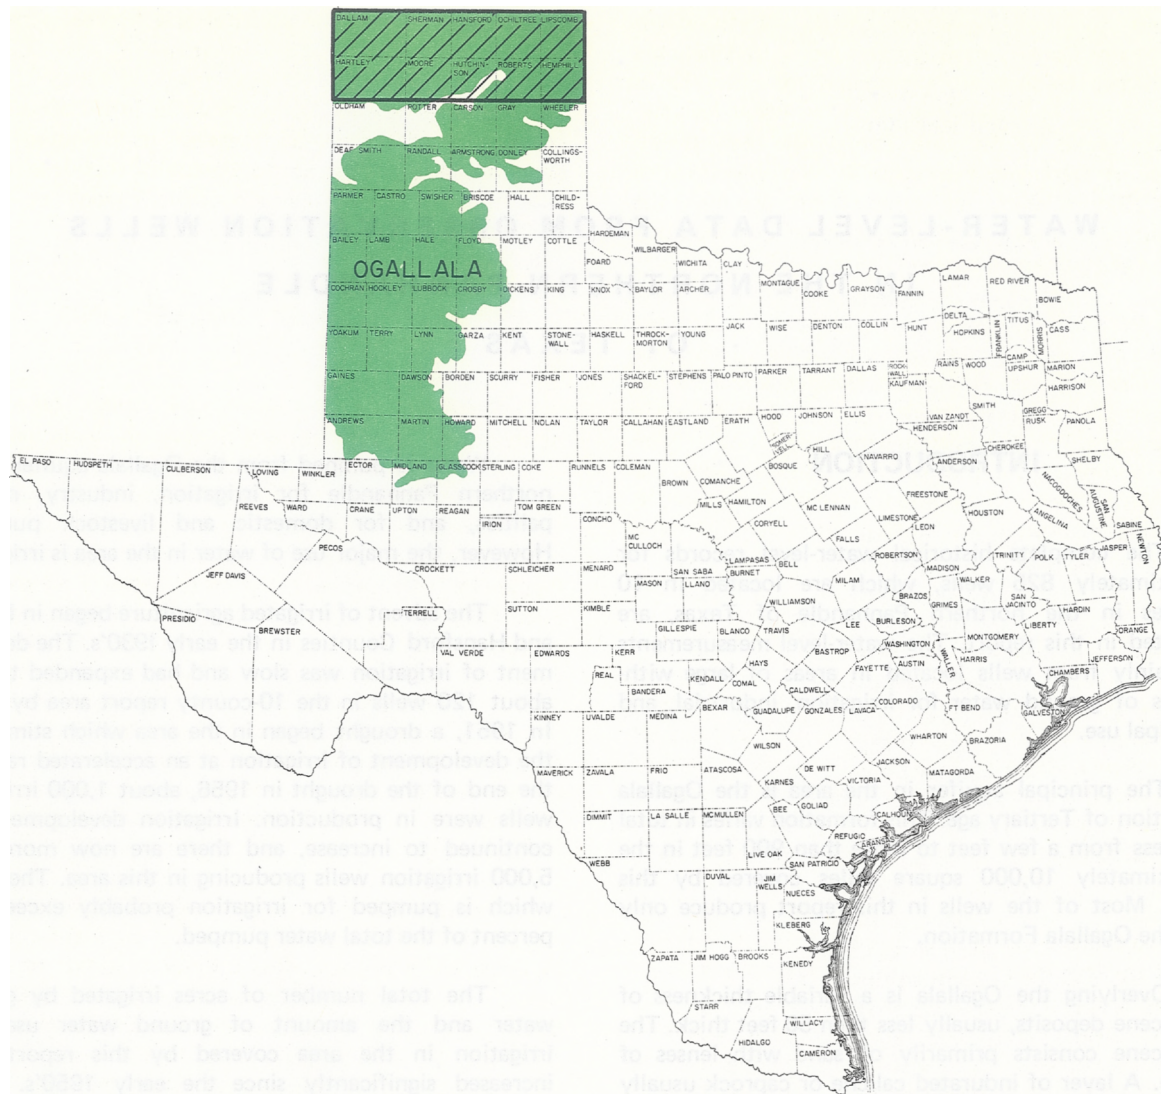 DALLAM SHERMAN HANSFORD OCHILTREE LIPSCOMB
HARTLEY MOORE HUTCHIN-SON ROBERTS HEMPHILL
OLDHAM POTTER CARSON GRAY WHEELER
DEAF SMITH RANDALL ARMSTRONG DONLEY COLLINGS-WORTH
PARMER CASTRO SWISHER BRISCOE HALL CHILD-RESS
HARDEMAN
BAILEY LAMB HALE FLOYD MOTLEY COTTLE
FOARD WILBARGER WICHITA CLAY
OGALLALA
COCHRAN HOCKLEY LUBBOCK CROSBY DICKENS KING KNOX BAYLOR ARCHER MONTAGUE COOKE GRAYSON FANNIN LAMAR RED RIVER BOWIE
YOAKUM TERRY LYNN GARZA KENT STONE-WALL HASKELL THROCK-MORTON YOUNG JACK WISE DENTON COLLIN HUNT DELTA HOPKINS FRANKLIN TITUS MORRIS CASS
GAINES DAWSON BORDEN SCURRY FISHER JONES SHACKEL-FORD STEPHENS PALO PINTO PARKER TARRANT DALLAS ROCK-WALL KAUFMAN RAINS WOOD CAMP UPSHUR MARION
HARRISON
ANDREWS MARTIN HOWARD MITCHELL NOLAN TAYLOR CALLAHAN EASTLAND ERATH HOOD JOHNSON ELLIS VAN ZANDT SMITH GREGG RUSK PANOLA
HENDERSON
EL PASO HUDSPETH CULBERSON LOVING WINKLER ECTOR MIDLAND GLASSCOCK STERLING COKE RUNNELS COLEMAN BROWN COMANCHE SOMER-VELL BOSQUE HILL NAVARRO ANDERSON CHEROKEE SHELBY
REEVES WARD CRANE UPTON REAGAN IRION TOM GREEN CONCHO MILLS HAMILTON MC LENNAN FREESTONE NACOGDOCHES SAN AUGUSTINE
CORYELL LIMESTONE LEON HOUSTON ANGELINA SABINE
PECOS MC CULLOCH LAMPASAS FALLS ROBERTSON TRINITY POLK TYLER JASPER NEWTON
JEFF DAVIS CROCKETT SCHLEICHER MENARD SAN SABA BURNET BELL MADISON
MASON LLANO MILAM WALKER
PRESIDIO BREWSTER TERRELL SUTTON KIMBLE WILLIAMSON BRAZOS GRIMES SAN JACINTO HARDIN
GILLESPIE BLANCO TRAVIS LEE BURLESON LIBERTY ORANGE
VAL VERDE EDWARDS KERR BASTROP WASHINGTON MONTGOMERY
REAL HAYS FAYETTE AUSTIN WALLER HARRIS JEFFERSON
BANDERA KENDALL COMAL CALDWELL CHAMBERS
KINNEY UVALDE MEDINA BEXAR GUADALUPE GONZALES LAVACA COLORADO FT BEND GALVESTON
WILSON WHARTON BRAZORIA
MAVERICK ZAVALA FRIO ATASCOSA KARNES DE WITT JACKSON MATAGORDA
VICTORIA
DIMMIT LA SALLE MCMULLEN BEE GOLIAD CALHOUN
REFUGIO ARANSAS
WEBB LIVE OAK SAN PATRICIO
DUVAL JIM WELLS NUECES
KLEBERG
ZAPATA JIM HOGG BROOKS KENEDY
STARR WILLACY
HIDALGO CAMERON